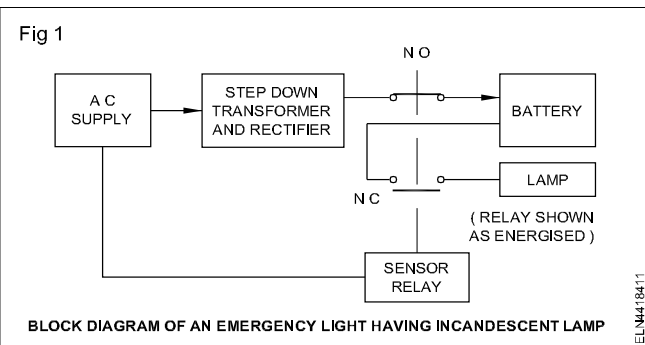 Fig 1
N O
A C
SUPPLY
STEP DOWN
TRANSFORMER
AND RECTIFIER
BATTERY
N C
LAMP
( RELAY SHOWN
AS ENERGISED )
SENSOR
RELAY
BLOCK DIAGRAM OF AN EMERGENCY LIGHT HAVING INCANDESCENT LAMP
ELN4418411